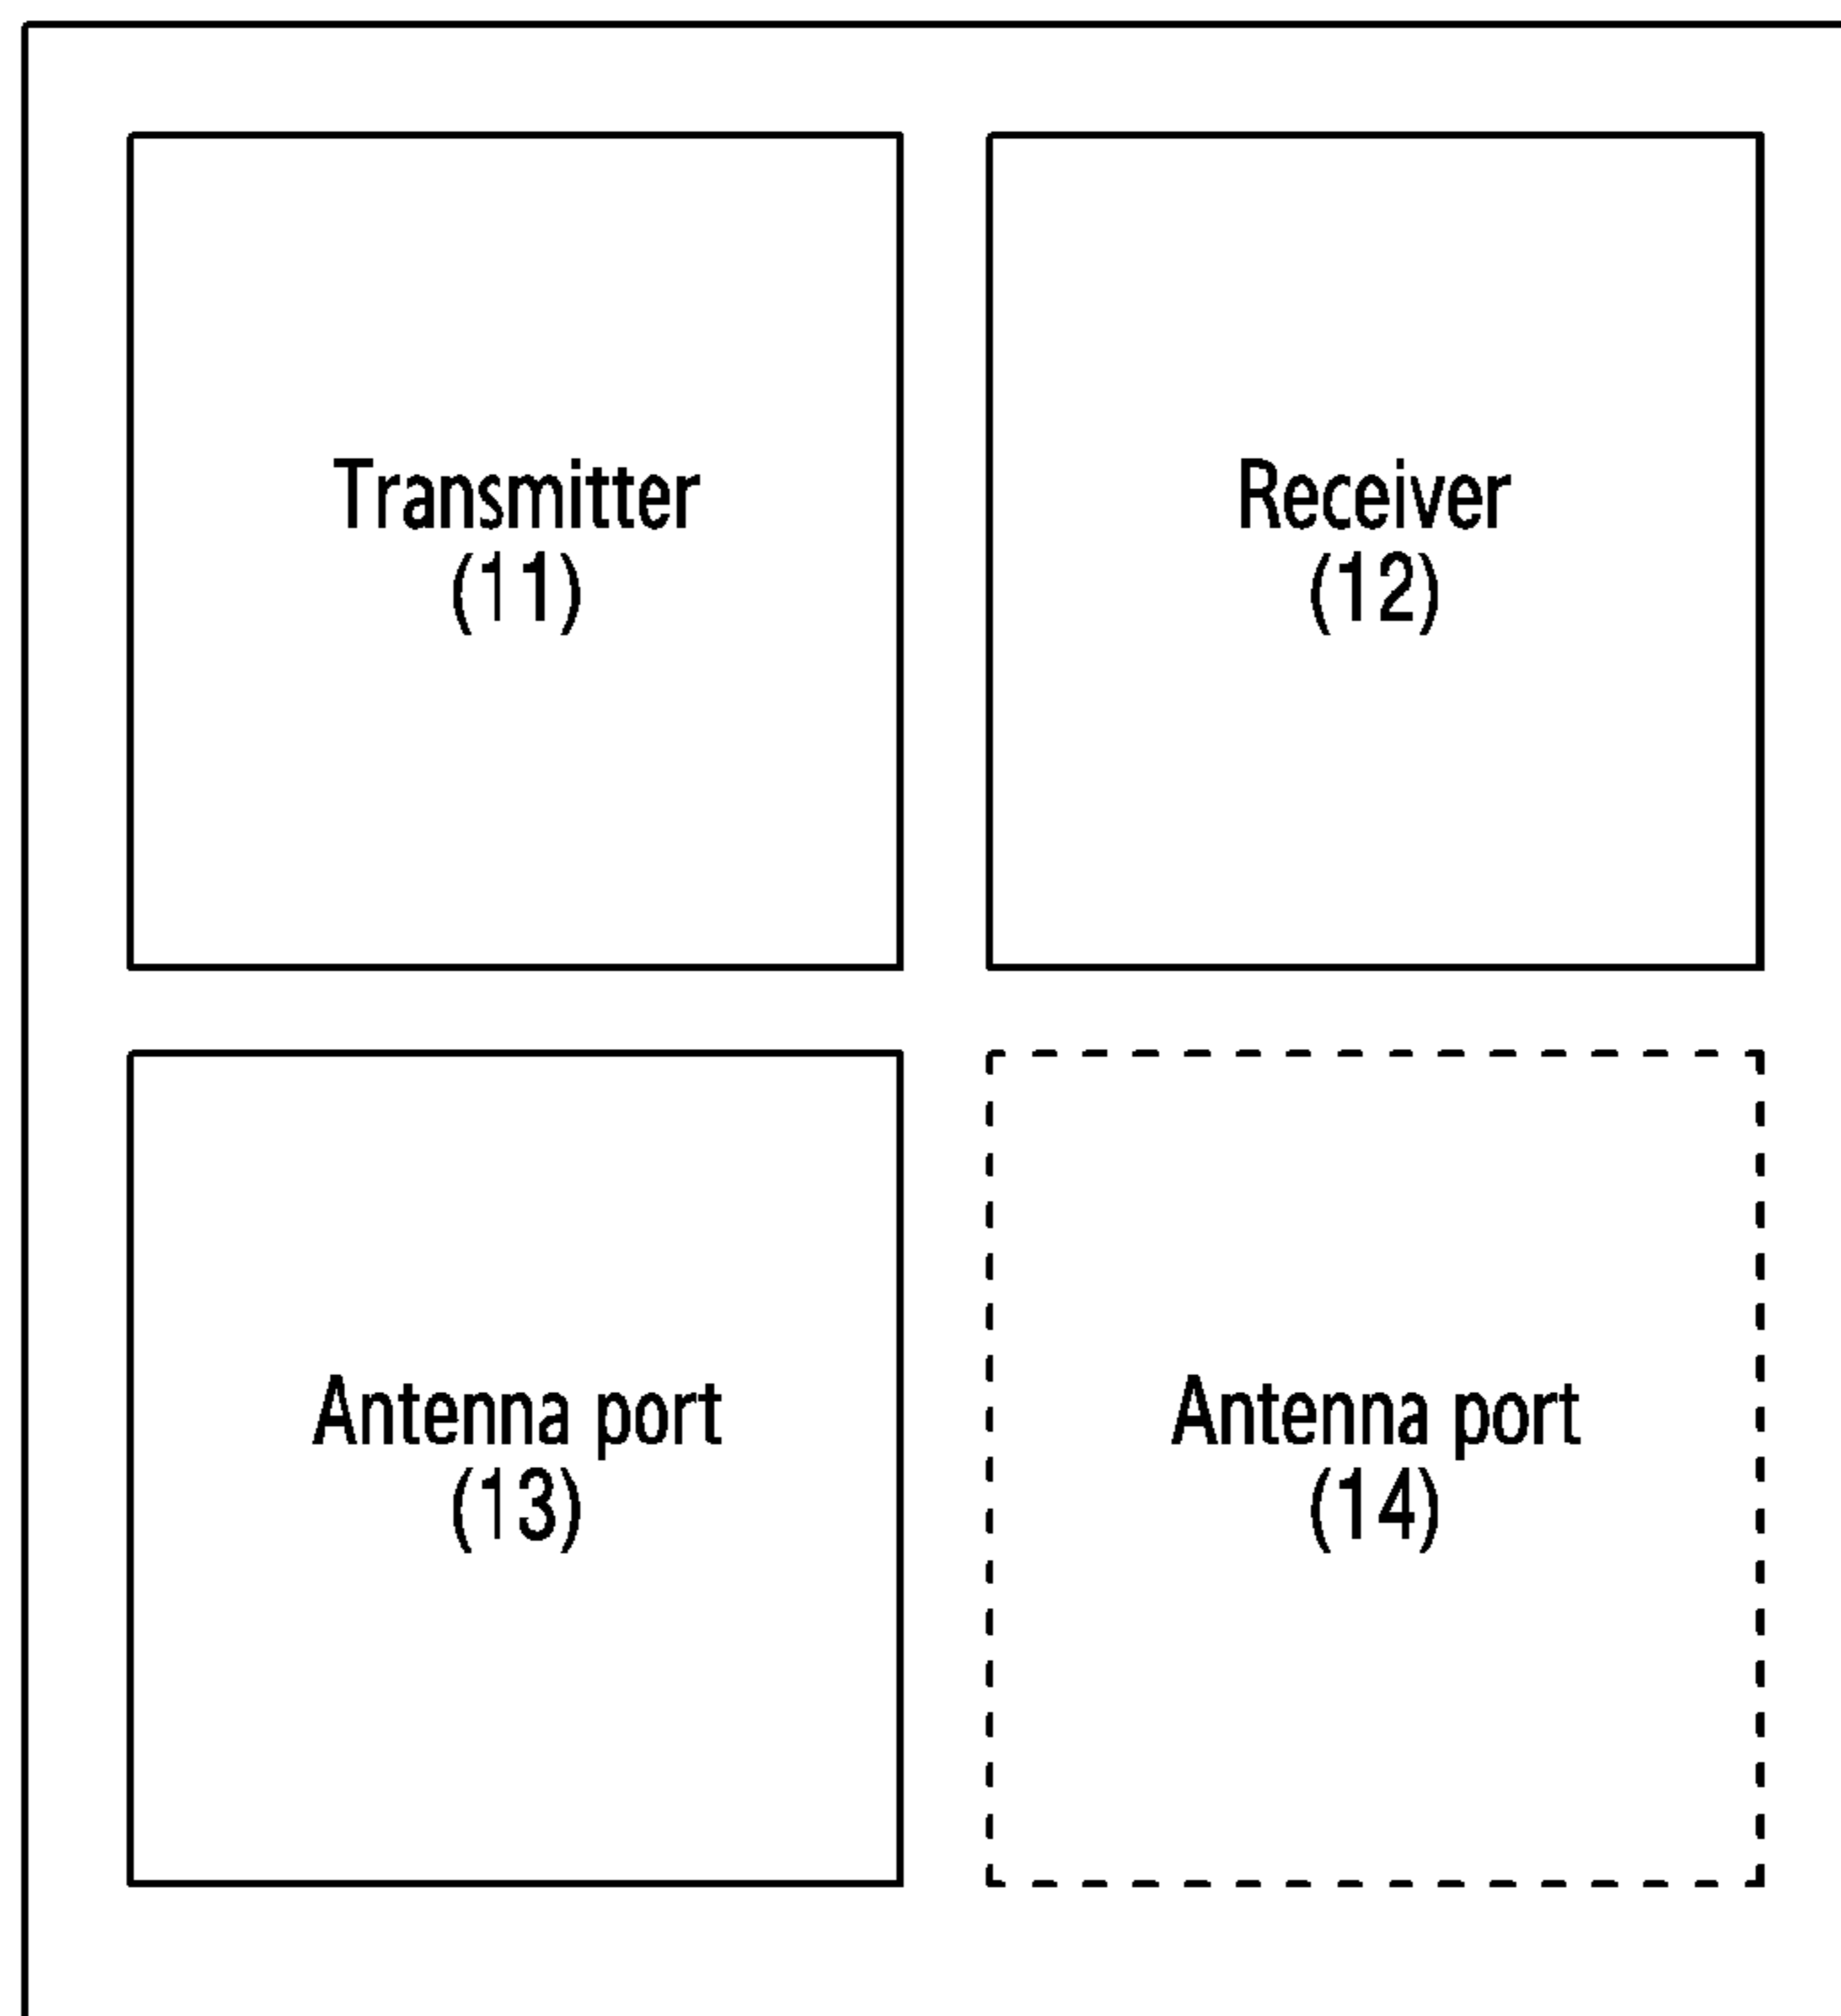 Transmitter
(11)
Receiver
(12)
Antenna port
(13)
Antenna port
(14)